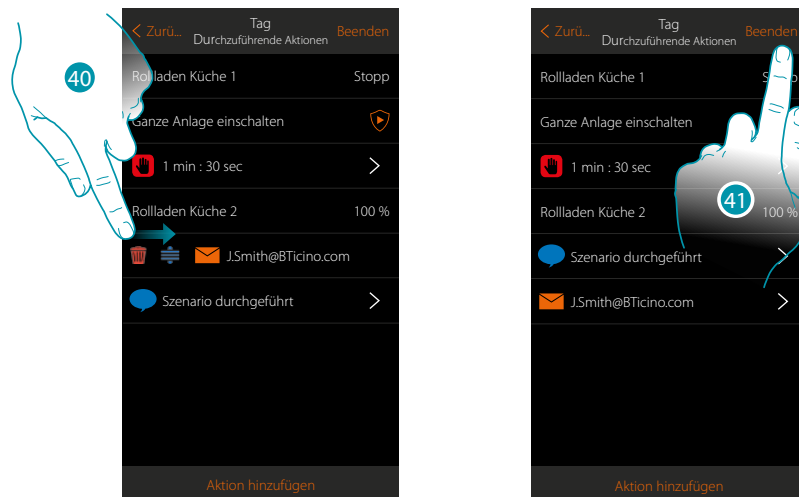 Tag
< Zurü... Durchzuführende Aktionen Beenden
40
Rollladen Küche 1 Stopp
Ganze Anlage einschalten
1 min : 30 sec
Rollladen Küche 2 100 %
J.Smith@BTicino.com
Szenario durchgeführt
Aktion hinzufügen
Tag
< Zurü... Durchzuführende Aktionen Beenden
Rollladen Küche 1
Ganze Anlage einschalten
1 min : 30 sec
41
Rollladen Küche 2 100 %
Szenario durchgeführt
J.Smith@BTicino.com
Aktion hinzufügen